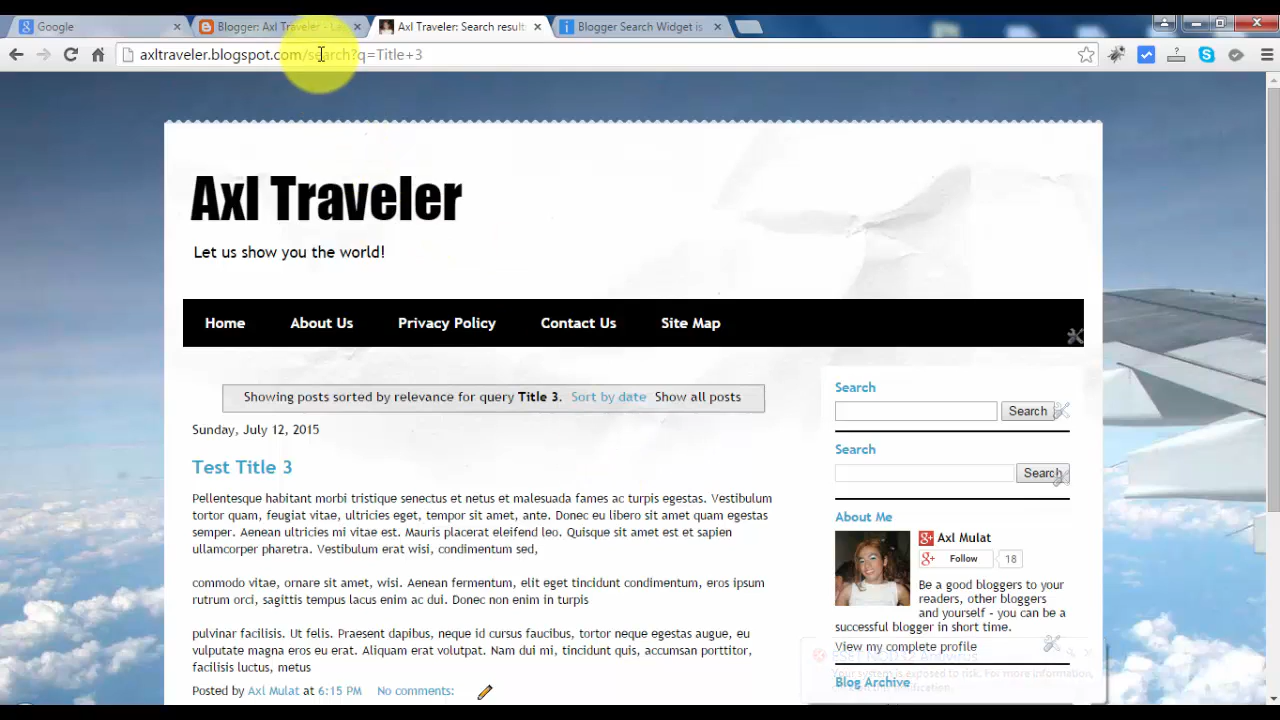 Google
Blogger: Axl Traveler - La
Axl Traveler: Search result:
Blogger Search Widget is
axltraveler.blogspot.com/search?q=Title+3
Axl Traveler
Let us show you the world!
Home About Us Privacy Policy Contact Us Site Map
Showing posts sorted by relevance for query Title 3. Sort by date Show all posts
Sunday, July 12, 2015
Test Title 3
Pellentesque habitant morbi tristique senectus et netus et malesuada fames ac turpis egestas. Vestibulum
tortor quam, feugiat vitae, ultricies eget, tempor sit amet, ante. Donec eu libero sit amet quam egestas
semper. Aenean ultricies mi vitae est. Mauris placerat eleifend leo. Quisque sit amet est et sapien
ullamcorper pharetra. Vestibulum erat wisi, condimentum sed,
commodo vitae, ornare sit amet, wisi. Aenean fermentum, elit eget tincidunt condimentum, eros ipsum
rutrum orci, sagittis tempus lacus enim ac dui. Donec non enim in turpis
pulvinar facilisis. Ut felis. Praesent dapibus, neque id cursus faucibus, tortor neque egestas augue, eu
vulputate magna eros eu erat. Aliquam erat volutpat. Nam dui mi, tincidunt quis, accumsan porttitor,
facilisis luctus, metus
Posted by Axl Mulat at 6:15 PM No comments:
Search
Search
Search
Search
About Me
Axl Mulat
Follow 18
Be a good bloggers to your
readers, other bloggers
and yourself - you can be a
successful blogger in short time.
View my complete profile
Blog Archive
Your system is exposed to risk. For more information,